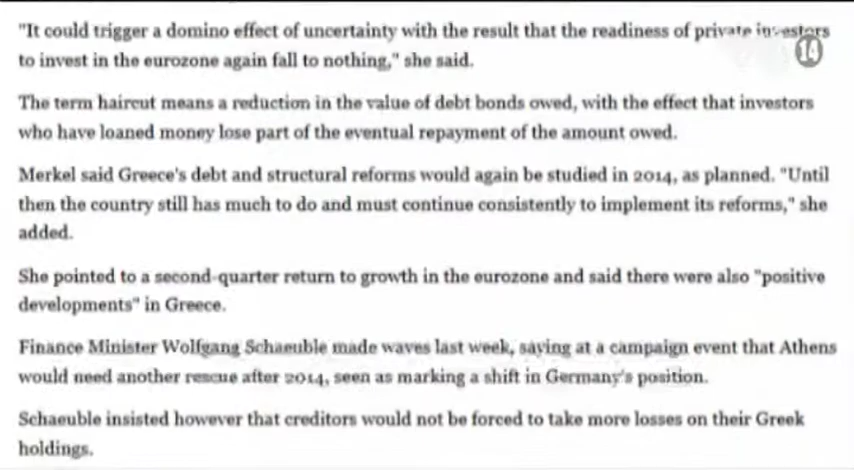 "It could trigger a domino effect of uncertainty with the result that the readiness of private investors
to invest in the eurozone again fall to nothing," she said.
14
The term haircut means a reduction in the value of debt bonds owed, with the effect that investors
who have loaned money lose part of the eventual repayment of the amount owed.
Merkel said Greece's debt and structural reforms would again be studied in 2014, as planned. "Until
then the country still has much to do and must continue consistently to implement its reforms," she
added.
She pointed to a second-quarter return to growth in the eurozone and said there were also "positive
developments" in Greece.
Finance Minister Wolfgang Schaeuble made waves last week, saying at a campaign event that Athens
would need another rescue after 2014, seen as marking a shift in Germany's position.
Schaeuble insisted however that creditors would not be forced to take more losses on their Greek
holdings.